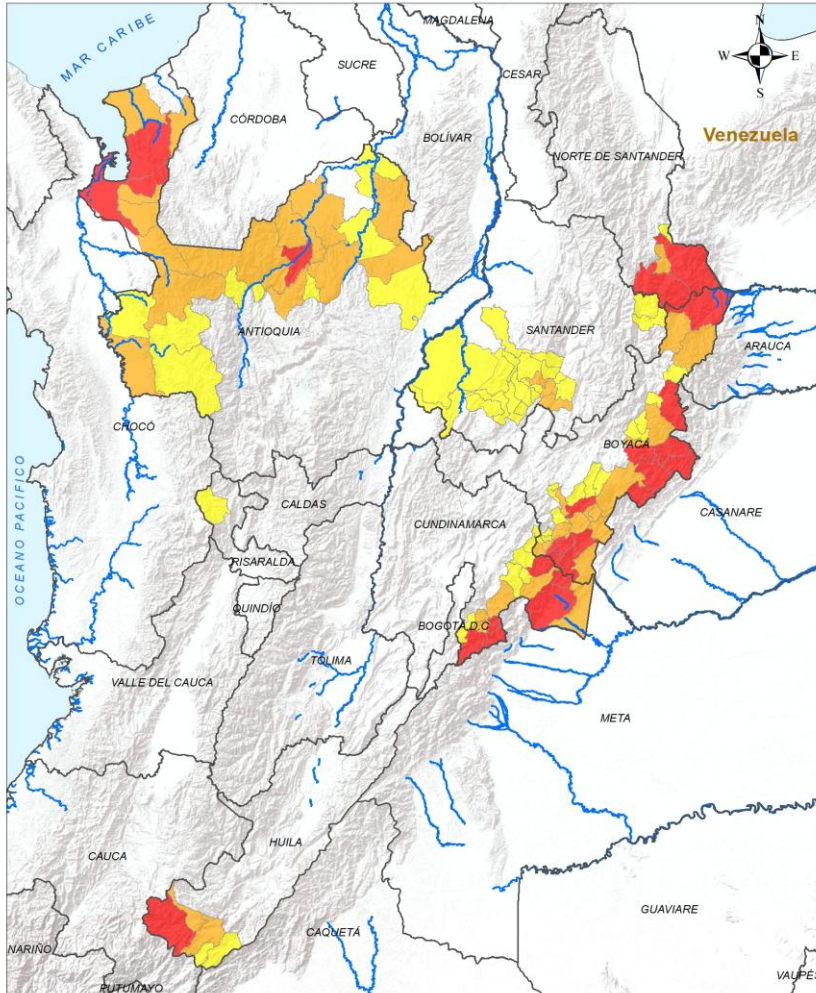 MAGDALENA
N
MAR CARIBE
W E
S
SUCRE
CESAR
CÓRDOBA
BOLÍVAR
Venezuela
NORTE DE SANTANDER
ANTIOQUIA
SANTANDER
ARAUCA
CHOCÓ
BOYACÁ
OCEANO PACIFICO
CALDAS
CUNDINAMARCA
CASANARE
RISARALDA
QUINDÍO
BOGOTÁ D.C
TOLIMA
VALLE DEL CAUCA
META
HUILA
CAUCA
GUAVIARE
CAQUETÁ
NARIÑO
PUTUMAYO
VAUPÉS